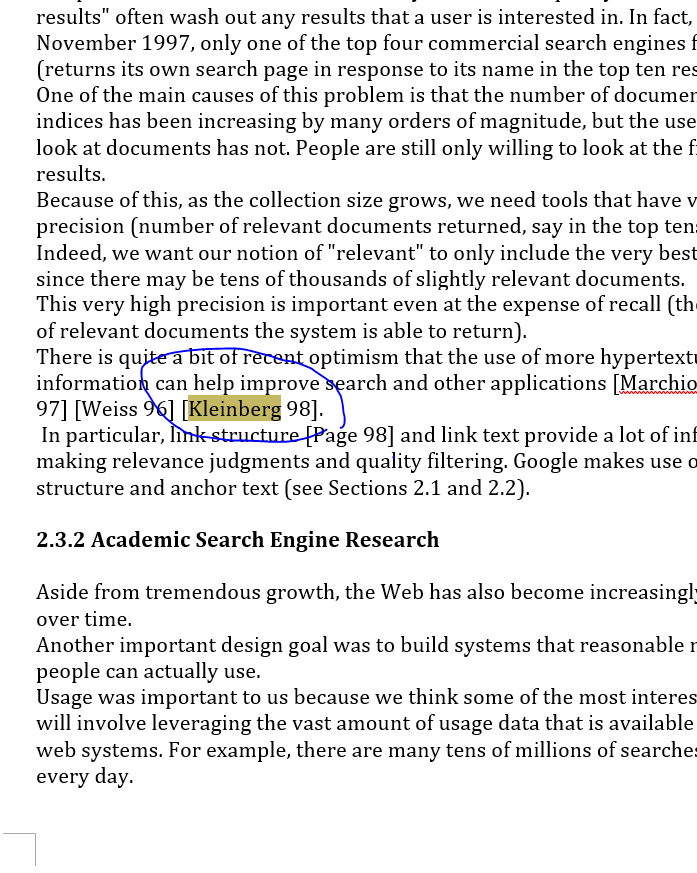 results" often wash out any results that a user is interested in. In fact,
November 1997, only one of the top four commercial search engines f
(returns its own search page in response to its name in the top ten res
One of the main causes of this problem is that the number of documen
indices has been increasing by many orders of magnitude, but the use
look at documents has not. People are still only willing to look at the f
results.
Because of this, as the collection size grows, we need tools that have v
precision (number of relevant documents returned, say in the top tens
Indeed, we want our notion of "relevant" to only include the very best
since there may be tens of thousands of slightly relevant documents.
This very high precision is important even at the expense of recall (the
of relevant documents the system is able to return).
There is quite a bit of recent optimism that the use of more hypertextu
information can help improve search and other applications [Marchio
97] [Weiss 96] [Kleinberg 98].
In particular, link structure [Page 98] and link text provide a lot of inf
making relevance judgments and quality filtering. Google makes use o
structure and anchor text (see Sections 2.1 and 2.2).
2.3.2 Academic Search Engine Research
Aside from tremendous growth, the Web has also become increasingly
over time.
Another important design goal was to build systems that reasonable n
people can actually use.
Usage was important to us because we think some of the most interes
will involve leveraging the vast amount of usage data that is available
web systems. For example, there are many tens of millions of searches
every day.